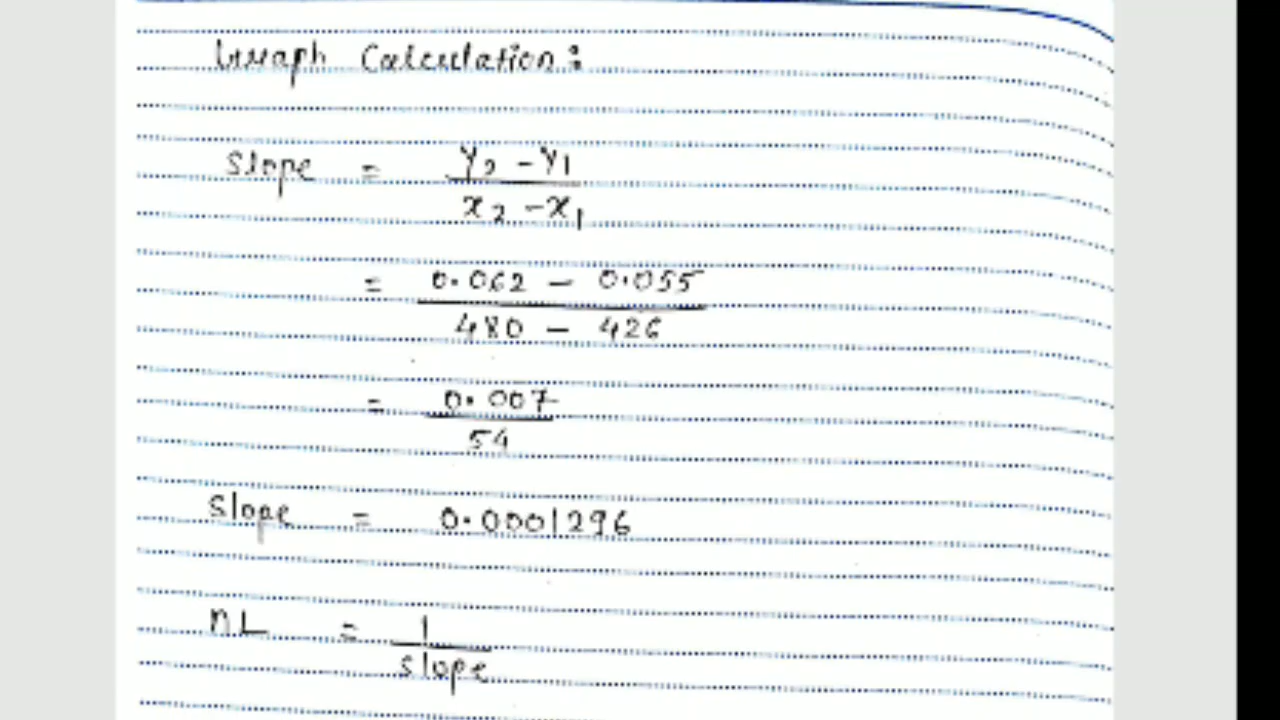 Graph Calculation:
Slope = y₂ - y₁ / x₂ - x₁
= 0.062 - 0.055 / 480 - 426
= 0.007 / 54
Slope = 0.0001296
nL = 1 / slope